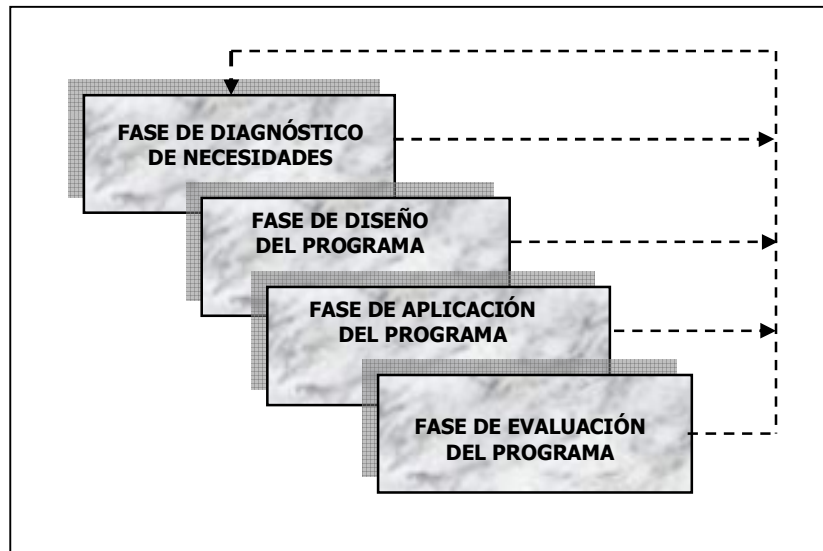 FASE DE DIAGNÓSTICO
DE NECESIDADES
FASE DE DISEÑO
DEL PROGRAMA
FASE DE APLICACIÓN
DEL PROGRAMA
FASE DE EVALUACIÓN
DEL PROGRAMA